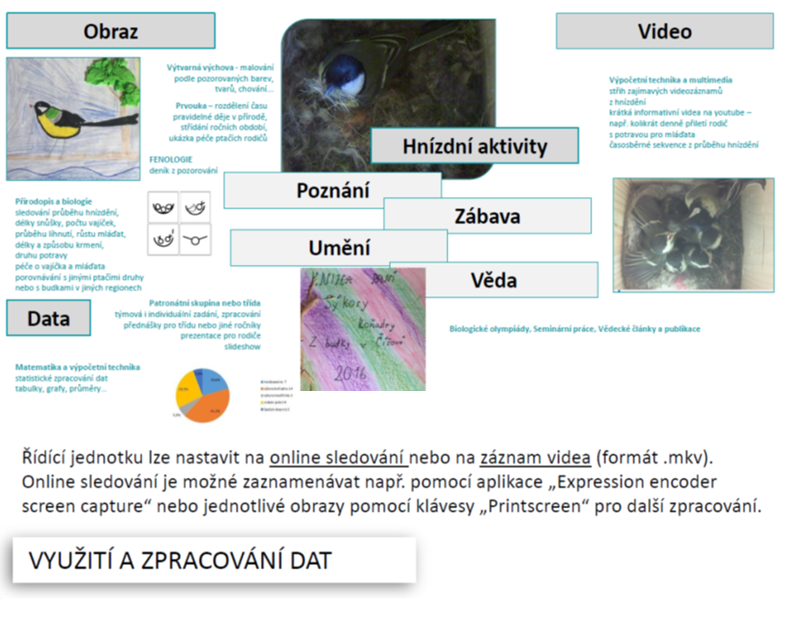 Obraz
Video
Výtvarná výchova - malování
podle pozorovaných barev,
tvarů, chování...
Prvouka – rozdělení času
pravidelné děje v přírodě,
střídání ročních období,
ukázka péče ptačích rodičů
FENOLOGIE
deník z pozorování
Výpočetní technika a multimedia
střih zajímavých videozáznamů
z hnízdění
krátká informativní videa na youtube –
např. kolikrát denně přiletí rodič
s potravou pro mláďata
časosběrné sekvence z průběhu hnízdění
Hnízdní aktivity
Poznání
Zábava
Umění
Věda
Přírodopis a biologie
sledování průběhu hnízdění,
délky snůšky, počtu vajíček,
průběhu líhnutí, růstu mláďat,
délky a způsobu krmení,
druhu potravy
péče o vajíčka a mláďata
porovnávání s jinými ptačími druhy
nebo s budkami v jiných regionech
Data
Patronátní skupina nebo třída
týmová i individuální zadání, zpracování
přednášky pro třídu nebo jiné ročníky
prezentace pro rodiče
slideshow
KNIHA
Sýkory
Koňadry
Z budky v
2016
Biologické olympiády, Seminární práce, Vědecké články a publikace
Matematika a výpočetní technika
statistické zpracování dat
tabulky, grafy, průměry...
Řídící jednotku lze nastavit na online sledování nebo na záznam videa (formát .mkv).
Online sledování je možné zaznamenávat např. pomocí aplikace „Expression encoder
screen capture“ nebo jednotlivé obrazy pomocí klávesy „Printscreen“ pro další zpracování.
VYUŽITÍ A ZPRACOVÁNÍ DAT